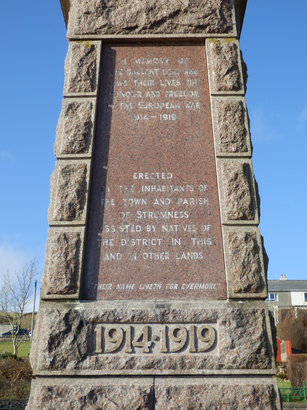 IN MEMORY OF
GALLANT MEN WHO
THEIR LIVES FOR
HONOUR AND FREEDOM
THE EUROPEAN WAR
1914-1918
ERECTED
BY THE INHABITANTS OF
THE TOWN AND PARISH
OF STROMNESS
ASSISTED BY NATIVES OF
THE DISTRICT IN THIS
AND IN OTHER LANDS
"THEIR NAME LIVETH FOR EVERMORE"
1914-1919